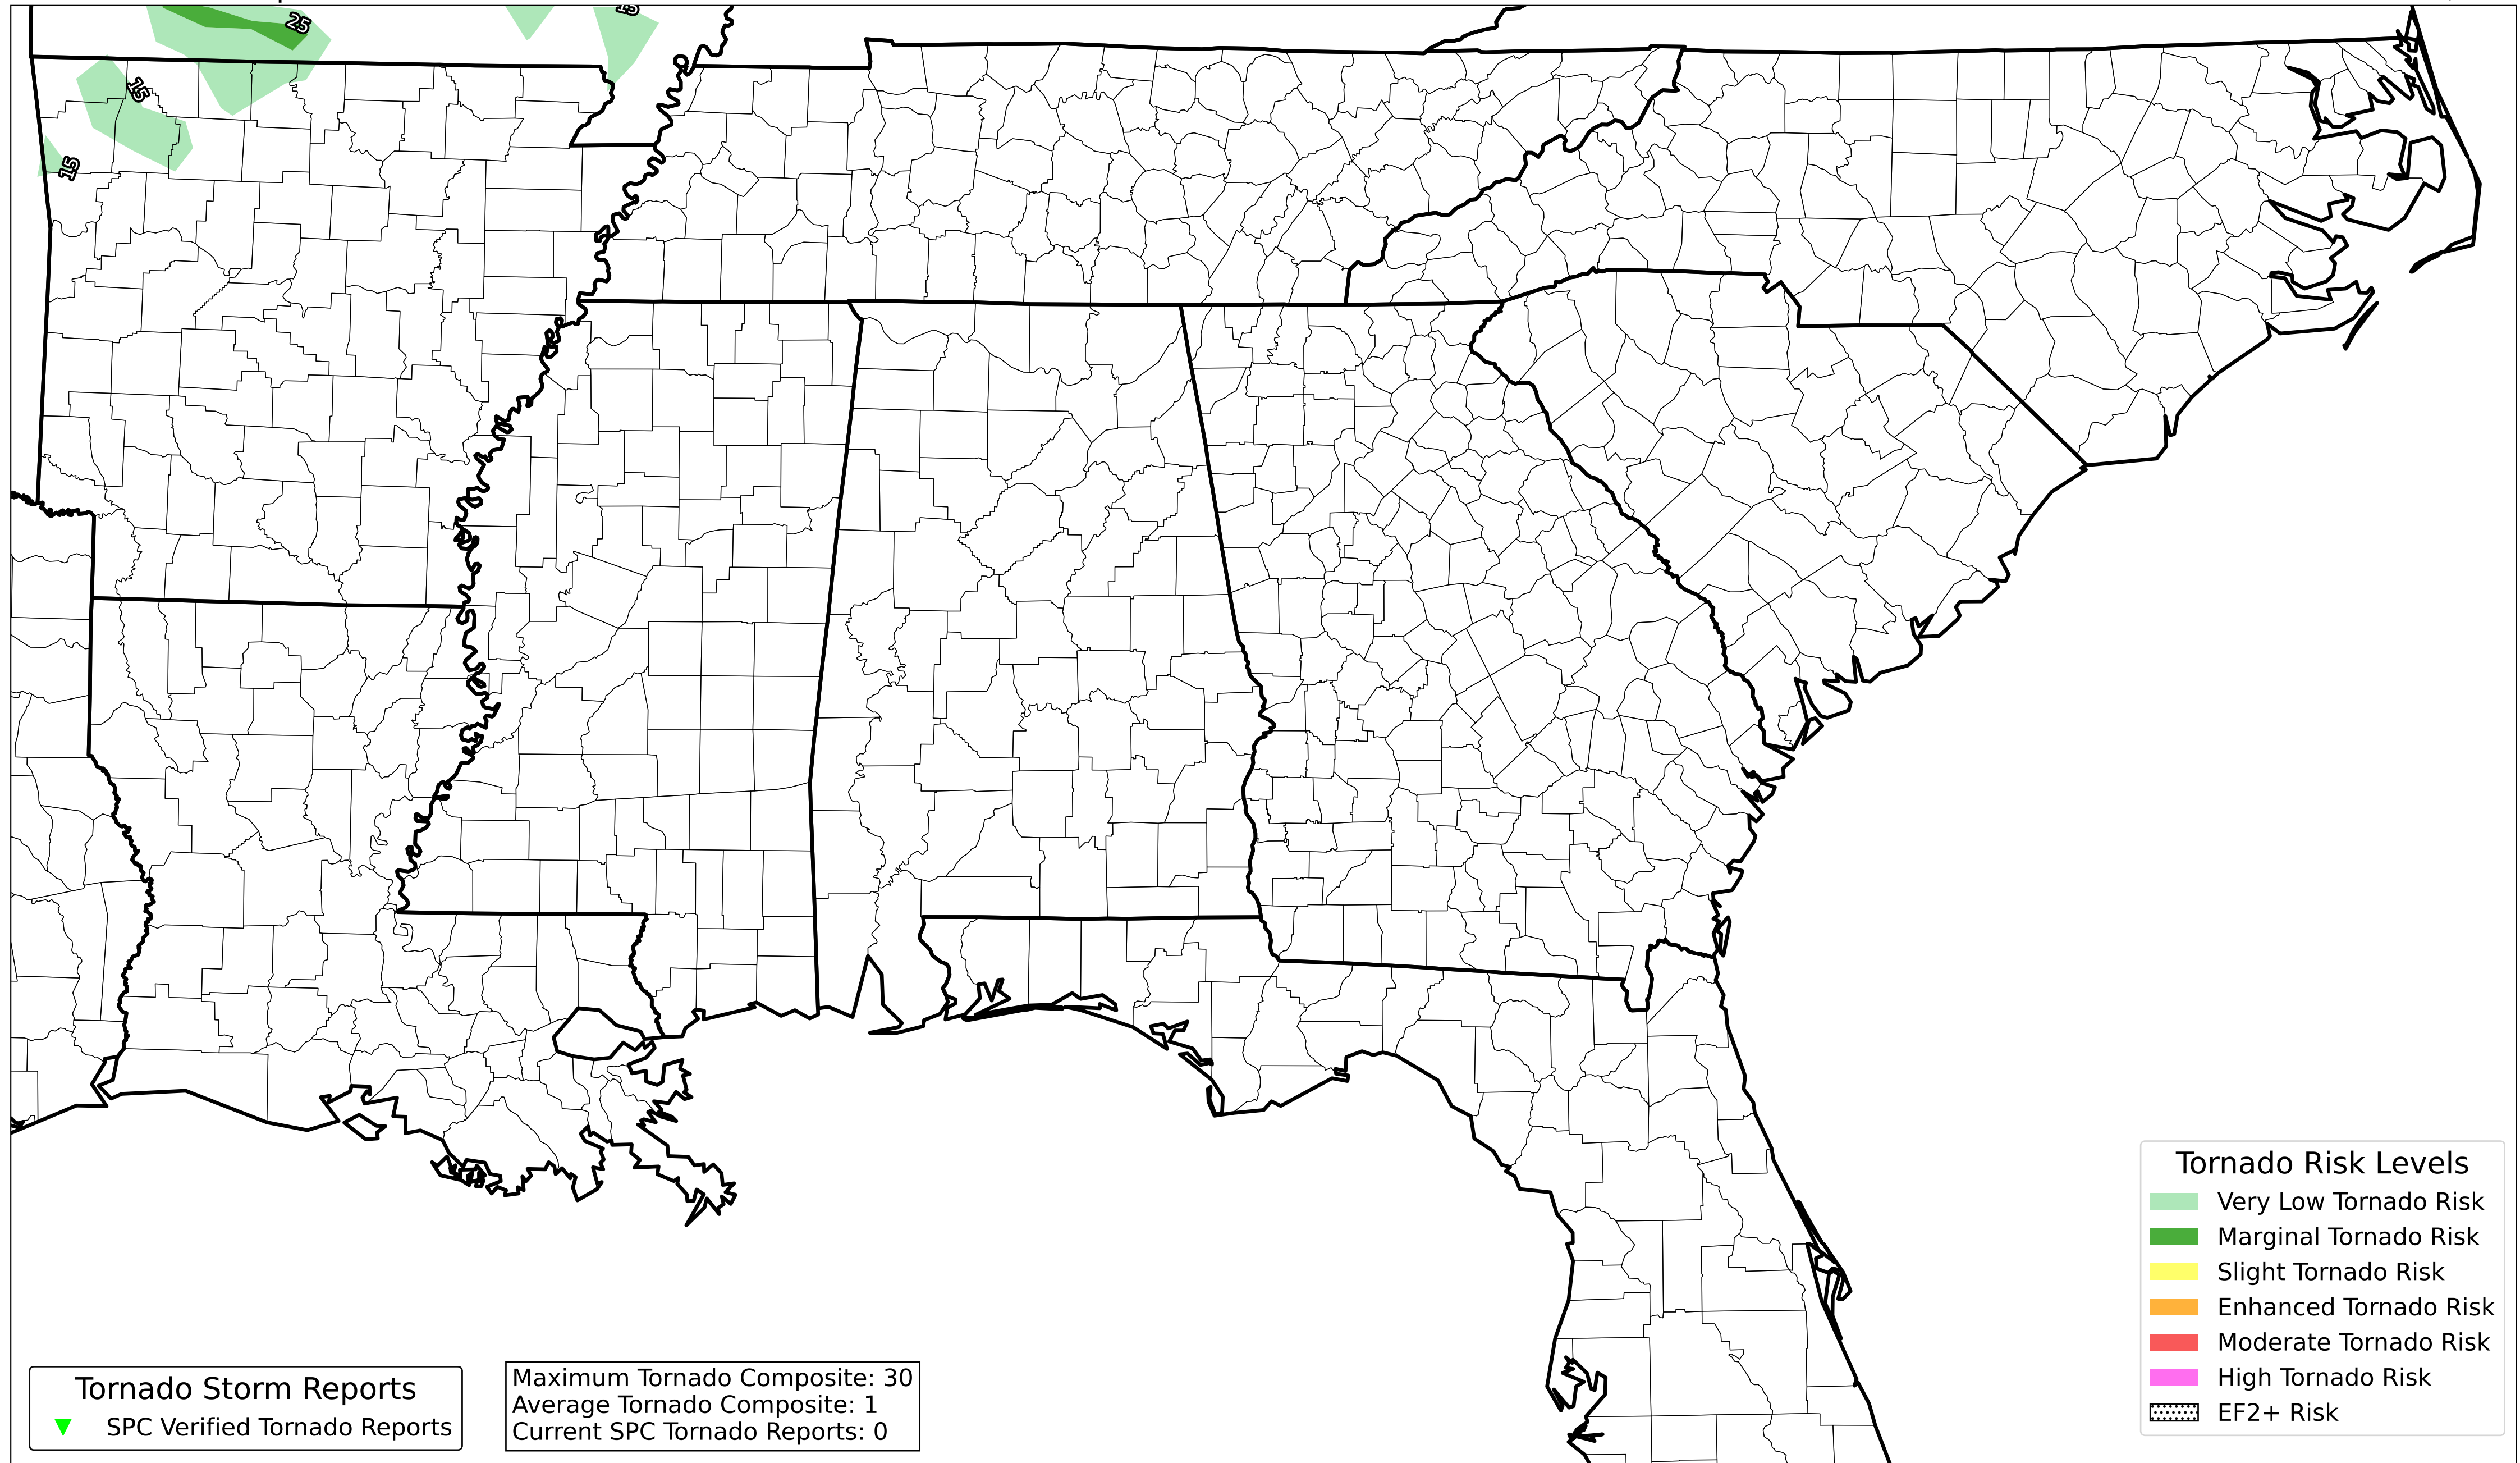 25
15
15
15
Tornado Risk Levels
Very Low Tornado Risk
Marginal Tornado Risk
Slight Tornado Risk
Enhanced Tornado Risk
Moderate Tornado Risk
High Tornado Risk
EF2+ Risk
Tornado Storm Reports
SPC Verified Tornado Reports
Maximum Tornado Composite: 30
Average Tornado Composite: 1
Current SPC Tornado Reports: 0